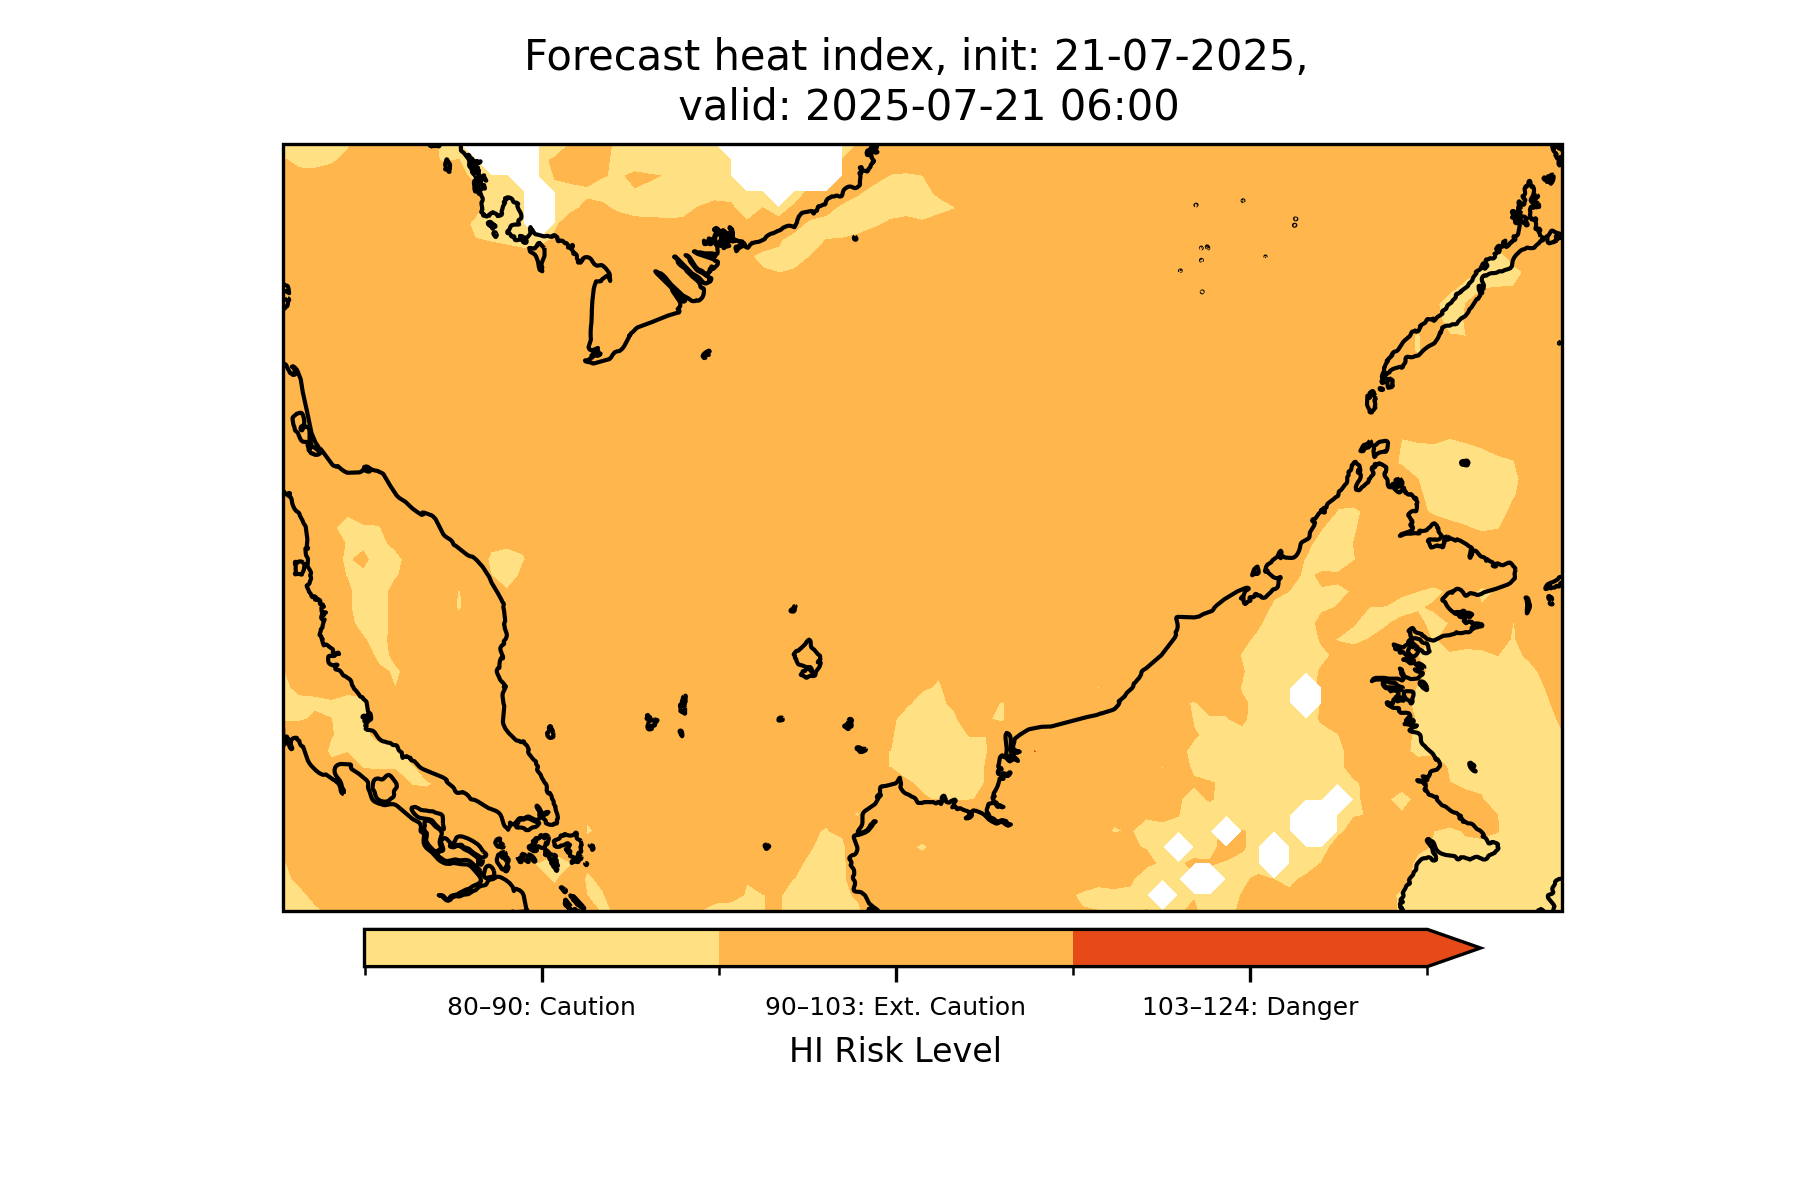 Forecast heat index, init: 21-07-2025,
valid: 2025-07-21 06:00
80–90: Caution
90–103: Ext. Caution
103–124: Danger
HI Risk Level